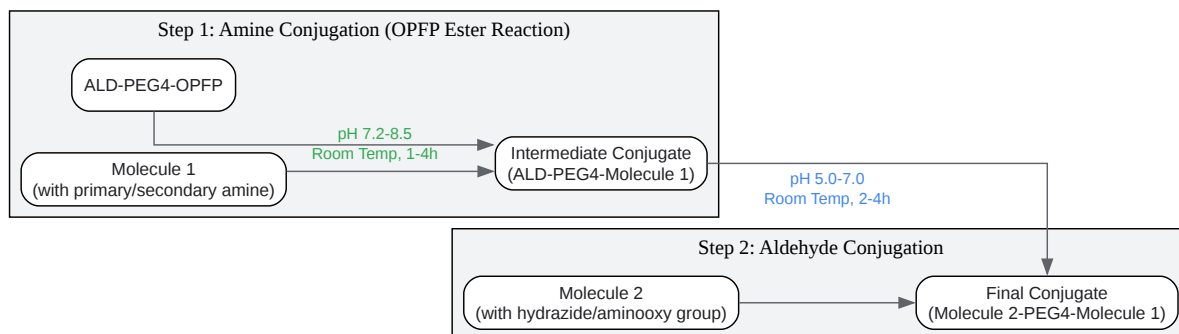 Step 1: Amine Conjugation (OPFP Ester Reaction)
ALD-PEG4-OPFP
pH 7.2-8.5
Room Temp, 1-4h
Molecule 1
(with primary/secondary amine)
Intermediate Conjugate
(ALD-PEG4-Molecule 1)
pH 5.0-7.0
Room Temp, 2-4h
Step 2: Aldehyde Conjugation
Molecule 2
(with hydrazide/aminooxy group)
Final Conjugate
(Molecule 2-PEG4-Molecule 1)